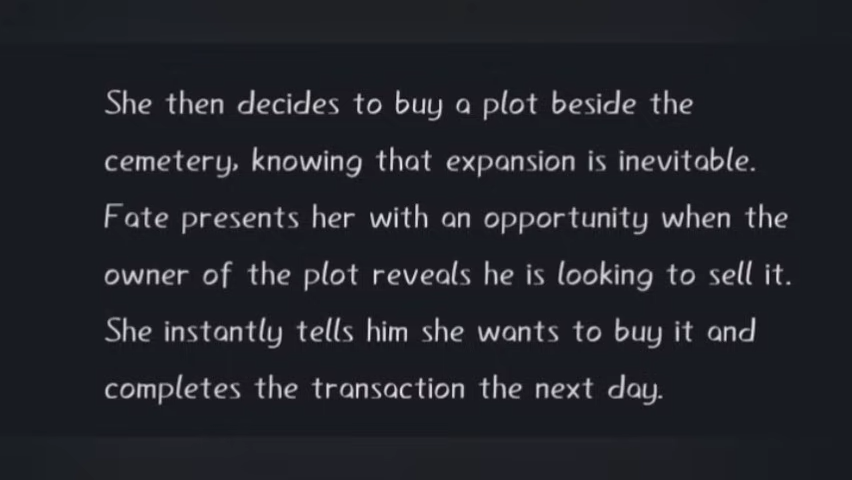 She then decides to buy a plot beside the
cemetery, knowing that expansion is inevitable.
Fate presents her with an opportunity when the
owner of the plot reveals he is looking to sell it.
She instantly tells him she wants to buy it and
completes the transaction the next day.